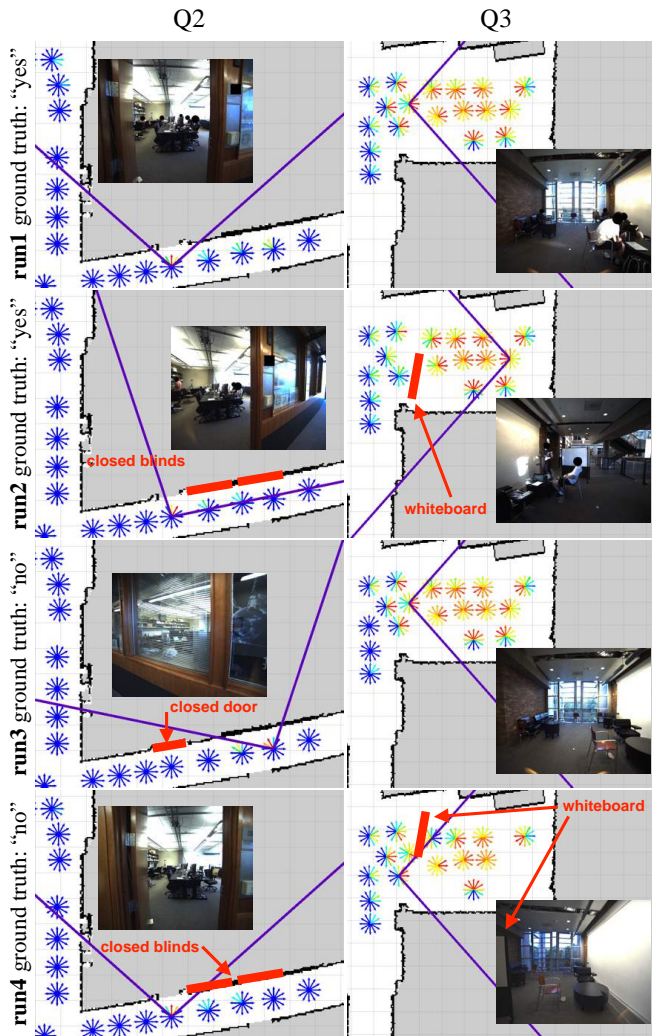 Q2
Q3
run1 ground truth: “yes”
run2 ground truth: “yes”
closed blinds
whiteboard
run3 ground truth: “no”
closed door
run4 ground truth: “no”
whiteboard
closed blinds